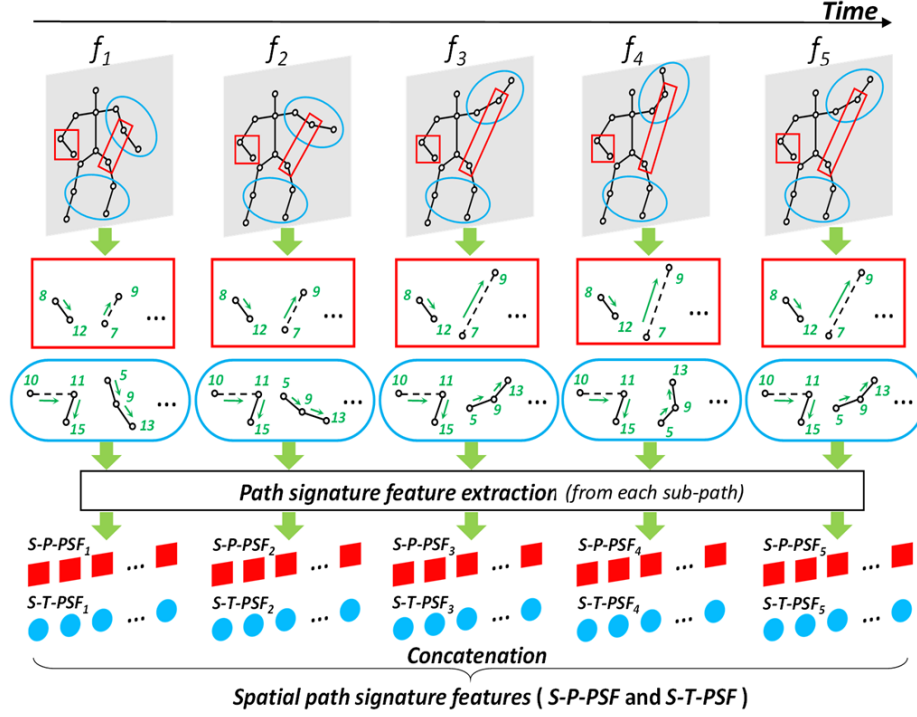 Time
f1 f2 f3 f4 f5
8 12 7 9 ...
8 12 7 9 ...
8 12 7 9 ...
8 12 7 9 ...
8 12 7 9 ...
10 11 15 5 9 13 ...
10 11 15 5 9 13 ...
10 11 15 5 9 13 ...
10 11 15 5 9 13 ...
10 11 15 5 9 13 ...
Path signature feature extraction (from each sub-path)
S-P-PSF1 S-P-PSF2 S-P-PSF3 S-P-PSF4 S-P-PSF5
... ... ... ... ...
S-T-PSF1 S-T-PSF2 S-T-PSF3 S-T-PSF4 S-T-PSF5
... ... ... ... ...
Concatenation
Spatial path signature features ( S-P-PSF and S-T-PSF )